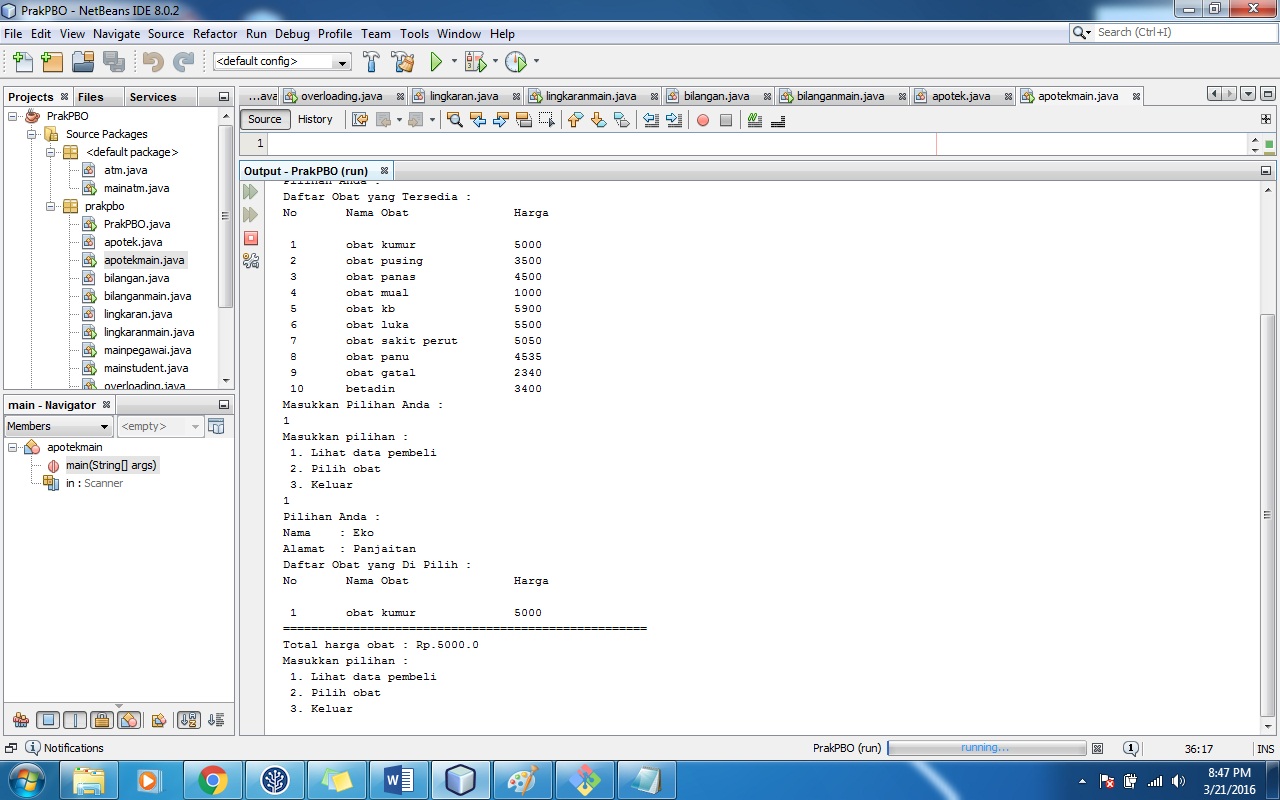 PrakPBO - NetBeans IDE 8.0.2
File Edit View Navigate Source Refactor Run Debug Profile Team Tools Window Help
Search (Ctrl+I)
<default config>
Projects Files Services
PrakPBO
Source Packages
<default package>
atm.java
mainatm.java
prakpbo
PrakPBO.java
apotek.java
apotekmain.java
bilangan.java
bilanganmain.java
lingkaran.java
lingkaranmain.java
mainpegawai.java
mainstudent.java
overloading.java
main - Navigator
Members <empty>
apotekmain
main(String[] args)
in : Scanner
...ava overloading.java lingkaran.java lingkaranmain.java bilangan.java bilanganmain.java apotek.java apotekmain.java
Source History
1
Output - PrakPBO (run)
Pilihan Anda :
Daftar Obat yang Tersedia :
No Nama Obat Harga
1 obat kumur 5000
2 obat pusing 3500
3 obat panas 4500
4 obat mual 1000
5 obat kb 5900
6 obat luka 5500
7 obat sakit perut 5050
8 obat panu 4535
9 obat gatal 2340
10 betadin 3400
Masukkan Pilihan Anda :
1
Masukkan pilihan :
1. Lihat data pembeli
2. Pilih obat
3. Keluar
1
Pilihan Anda :
Nama : Eko
Alamat : Panjaitan
Daftar Obat yang Di Pilih :
No Nama Obat Harga
1 obat kumur 5000
====================================================
Total harga obat : Rp.5000.0
Masukkan pilihan :
1. Lihat data pembeli
2. Pilih obat
3. Keluar
Notifications
PrakPBO (run) running... 1 36:17 INS
8:47 PM
3/21/2016